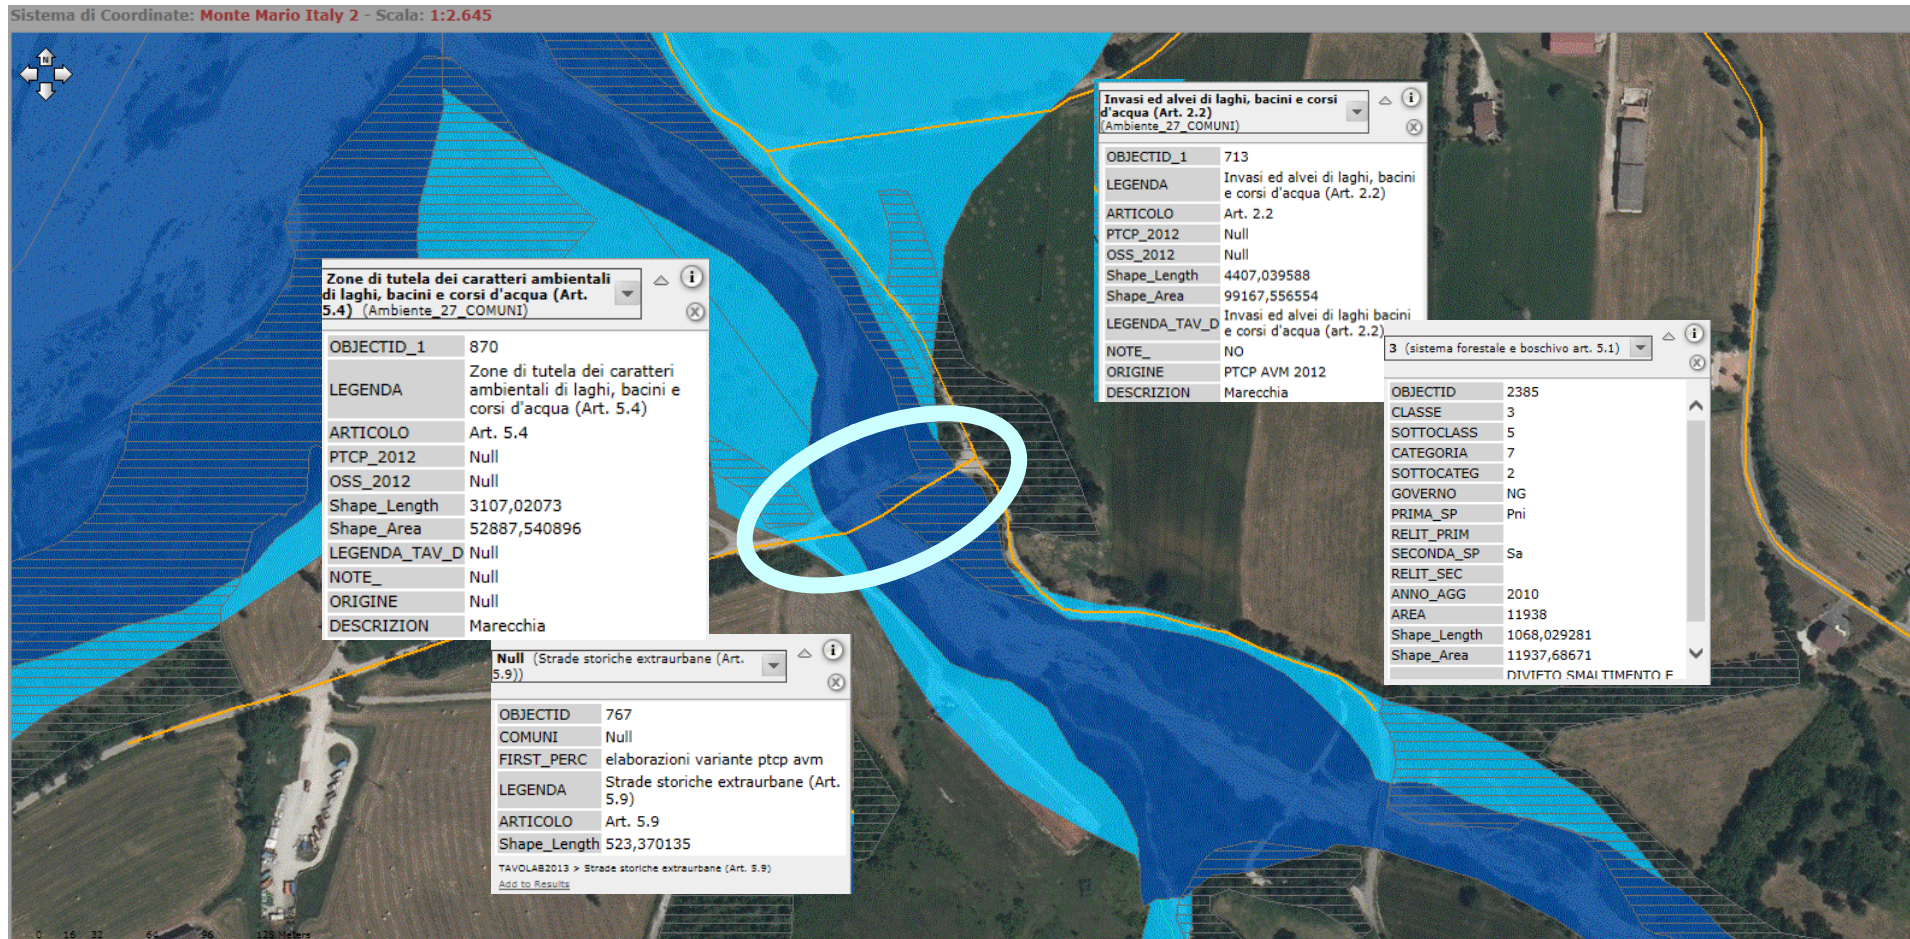 Sistema di Coordinate: Monte Mario Italy 2 - Scala: 1:2.645
N
Invasi ed alvei di laghi, bacini e corsi
d'acqua (Art. 2.2)
(Ambiente_27_COMUNI)
OBJECTID_1 713
LEGENDA Invasi ed alvei di laghi, bacini
e corsi d'acqua (Art. 2.2)
ARTICOLO Art. 2.2
PTCP_2012 Null
OSS_2012 Null
Shape_Length 4407,039588
Shape_Area 99167,556554
LEGENDA_TAV_D Invasi ed alvei di laghi bacini
e corsi d'acqua (art. 2.2)
NOTE_ NO
ORIGINE PTCP AVM 2012
DESCRIZION Marecchia
Zone di tutela dei caratteri ambientali
di laghi, bacini e corsi d'acqua (Art.
5.4) (Ambiente_27_COMUNI)
OBJECTID_1 870
LEGENDA Zone di tutela dei caratteri
ambientali di laghi, bacini e
corsi d'acqua (Art. 5.4)
ARTICOLO Art. 5.4
PTCP_2012 Null
OSS_2012 Null
Shape_Length 3107,02073
Shape_Area 52887,540896
LEGENDA_TAV_D Null
NOTE_ Null
ORIGINE Null
DESCRIZION Marecchia
3 (sistema forestale e boschivo art. 5.1)
OBJECTID 2385
CLASSE 3
SOTTOCLASS 5
CATEGORIA 7
SOTTOCATEG 2
GOVERNO NG
PRIMA_SP Pni
RELIT_PRIM
SECONDA_SP Sa
RELIT_SEC
ANNO_AGG 2010
AREA 11938
Shape_Length 1068,029281
Shape_Area 11937,68671
DIVIETO SMALTIMENTO E
Null (Strade storiche extraurbane (Art.
5.9))
OBJECTID 767
COMUNI Null
FIRST_PERC elaborazioni variante ptcp avm
LEGENDA Strade storiche extraurbane (Art.
5.9)
ARTICOLO Art. 5.9
Shape_Length 523,370135
TAVOLAB2013 > Strade storiche extraurbane (Art. 5.9)
Add to Results
0 16 32 64 96 128 Meters